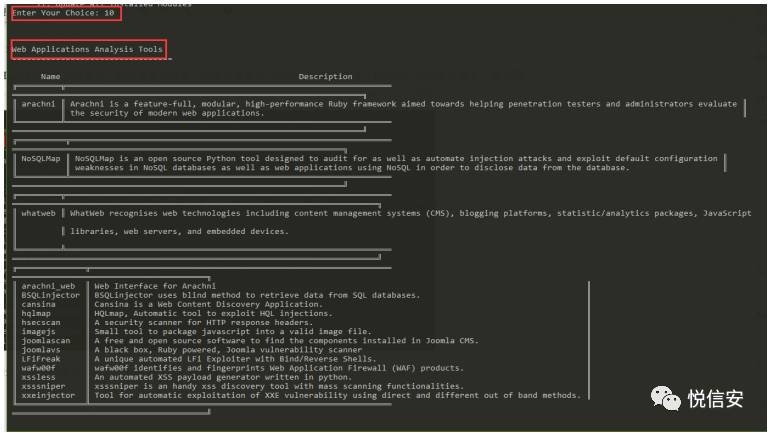 Enter Your Choice: 10
Web Applications Analysis Tools
Name Description
arachni Arachni is a feature-full, modular, high-performance Ruby framework aimed towards helping penetration testers and administrators evaluate
the security of modern web applications.
NoSQLMap NoSQLMap is an open source Python tool designed to audit for as well as automate injection attacks and exploit default configuration
weaknesses in NoSQL databases as well as web applications using NoSQL in order to disclose data from the database.
whatweb WhatWeb recognises web technologies including content management systems (CMS), blogging platforms, statistic/analytics packages, JavaScript
libraries, web servers, and embedded devices.
arachni_web Web Interface for Arachni
BSQLinjector BSQLinjector uses blind method to retrieve data from SQL databases.
cansina Cansina is a Web Content Discovery Application.
hqlmap HQLmap, Automatic tool to exploit HQL injections.
hsecscan A security scanner for HTTP response headers.
imagejs Small tool to package javascript into a valid image file.
joomlascan A free and open source software to find the components installed in Joomla CMS.
joomlavs A black box, Ruby powered, Joomla vulnerability scanner
LFiFreak A unique automated LFi Exploiter with Bind/Reverse Shells.
wafw00f wafw00f identifies and fingerprints Web Application Firewall (WAF) products.
xssless An automated XSS payload generator written in python.
xsssniper xsssniper is an handy xss discovery tool with mass scanning functionalities.
xxeinjector Tool for automatic exploitation of XXE vulnerability using direct and different out of band methods.
悦信安